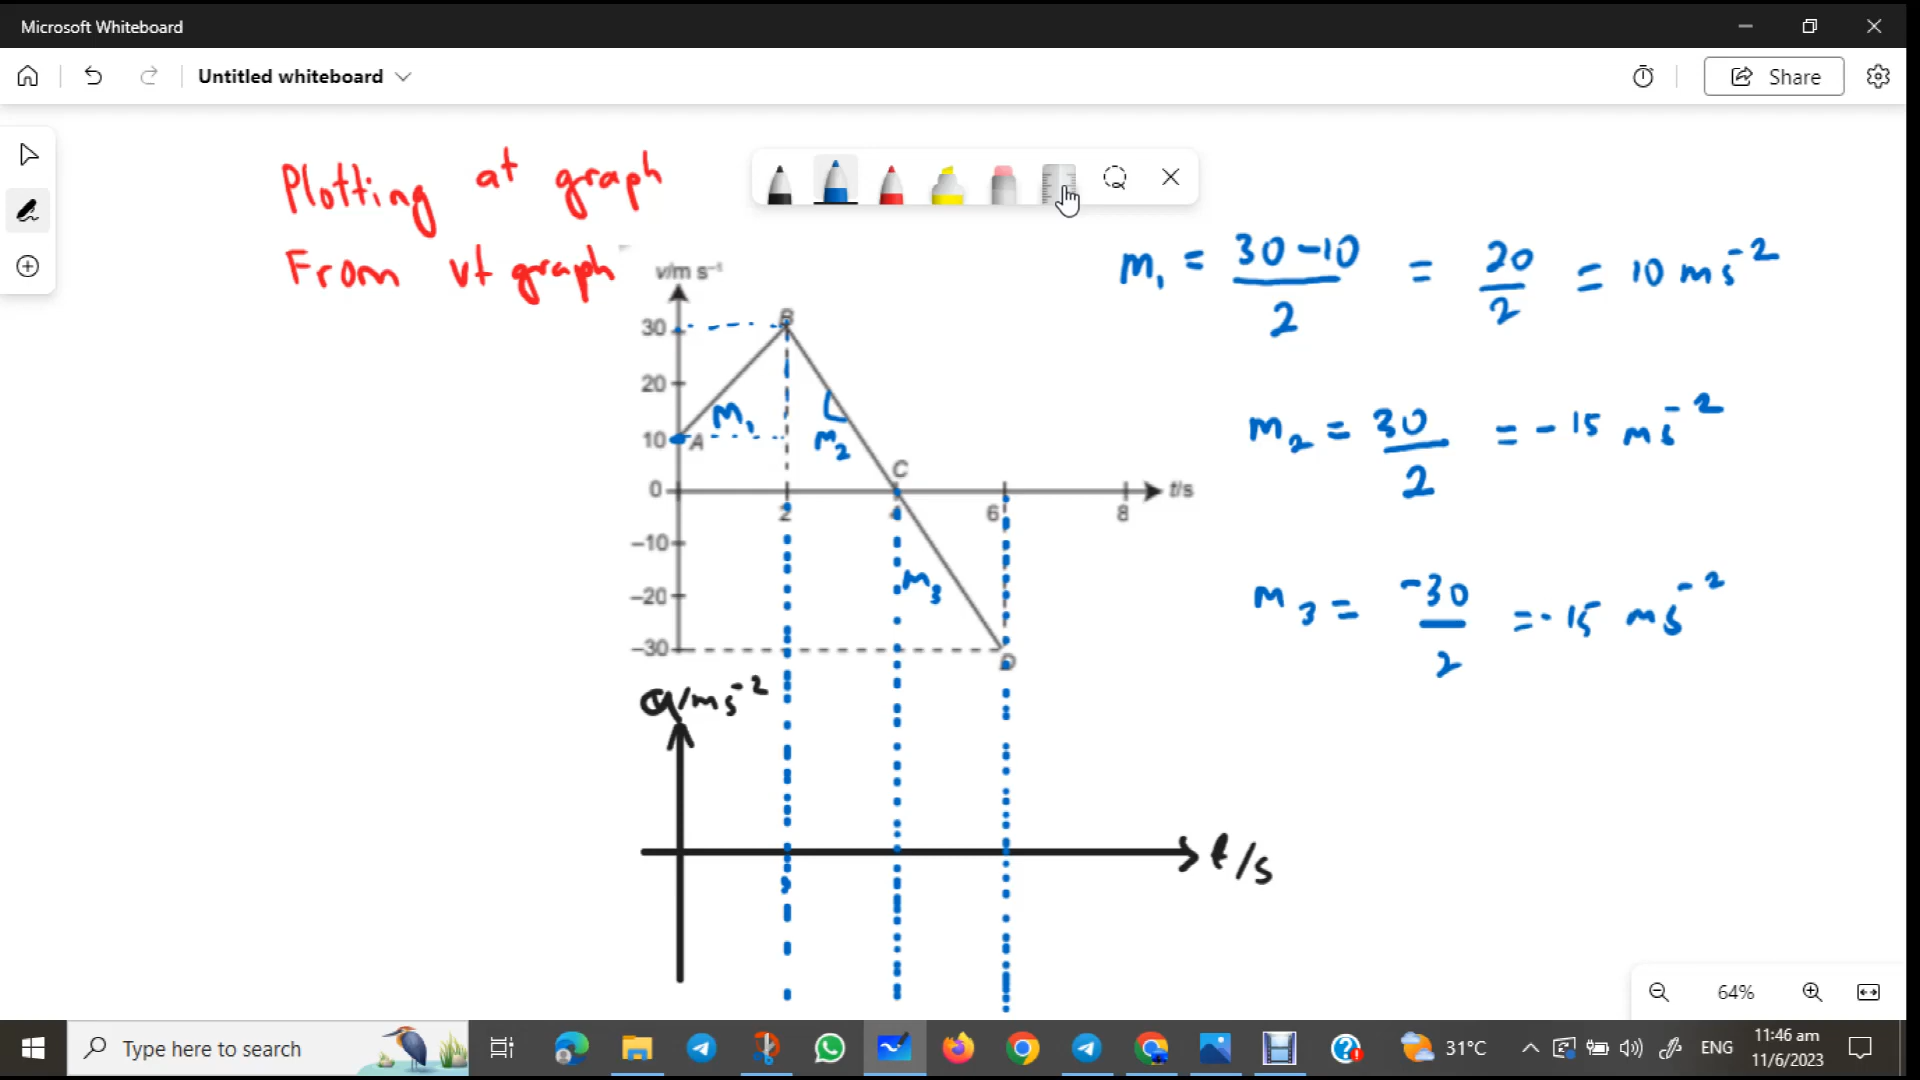 Microsoft Whiteboard
Untitled whiteboard
Share
Plotting at graph
From vt graph
v/m s⁻¹
30
20
10
0
–10
–20
–30
A
B
C
D
2
4
6
8
t/s
m₁
m₂
m₃
m₁ = 30 - 10 / 2 = 20 / 2 = 10 ms⁻²
m₂ = 30 / 2 = - 15 ms⁻²
m₃ = -30 / 2 = - 15 ms⁻²
a/ms⁻²
t/s
64%
Type here to search
31°C
ENG
11:46 am
11/6/2023